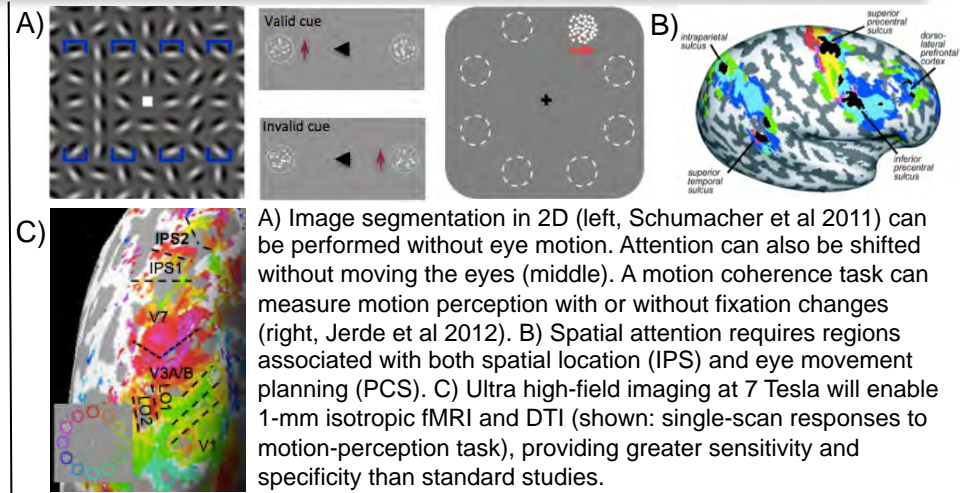 A)
Valid cue
Invalid cue
B)
superior
precentral
sulcus
intraparietal
sulcus
dorso-
lateral
prefrontal
cortex
superior
temporal
sulcus
inferior
precentral
sulcus
C)
IPS2
IPS1
V7
V3A/B
LO1
LO2
V1
A) Image segmentation in 2D (left, Schumacher et al 2011) can
be performed without eye motion. Attention can also be shifted
without moving the eyes (middle). A motion coherence task can
measure motion perception with or without fixation changes
(right, Jerde et al 2012). B) Spatial attention requires regions
associated with both spatial location (IPS) and eye movement
planning (PCS). C) Ultra high-field imaging at 7 Tesla will enable
1-mm isotropic fMRI and DTI (shown: single-scan responses to
motion-perception task), providing greater sensitivity and
specificity than standard studies.